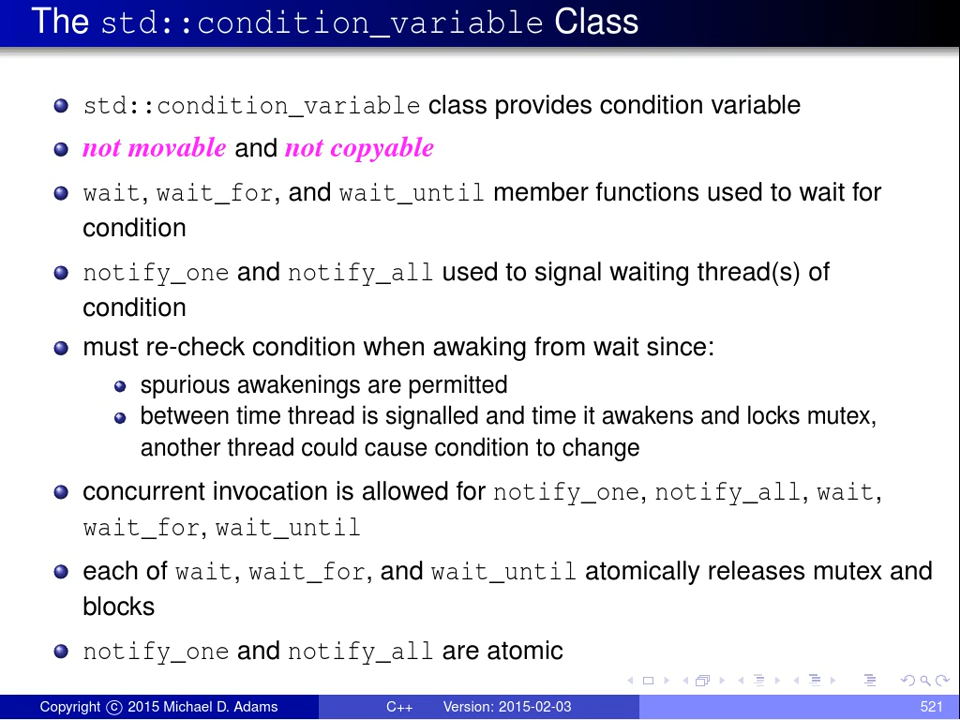 The std::condition_variable Class
std::condition_variable class provides condition variable
not movable and not copyable
wait, wait_for, and wait_until member functions used to wait for
condition
notify_one and notify_all used to signal waiting thread(s) of
condition
must re-check condition when awaking from wait since:
spurious awakenings are permitted
between time thread is signalled and time it awakens and locks mutex,
another thread could cause condition to change
concurrent invocation is allowed for notify_one, notify_all, wait,
wait_for, wait_until
each of wait, wait_for, and wait_until atomically releases mutex and
blocks
notify_one and notify_all are atomic
Copyright © 2015 Michael D. Adams C++ Version: 2015-02-03 521